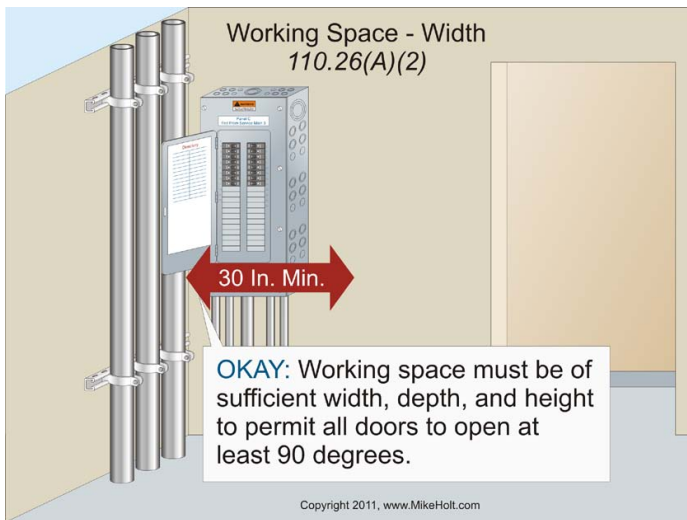 Working Space - Width
110.26(A)(2)
30 In. Min.
OKAY: Working space must be of
sufficient width, depth, and height
to permit all doors to open at
least 90 degrees.
Copyright 2011, www.MikeHolt.com